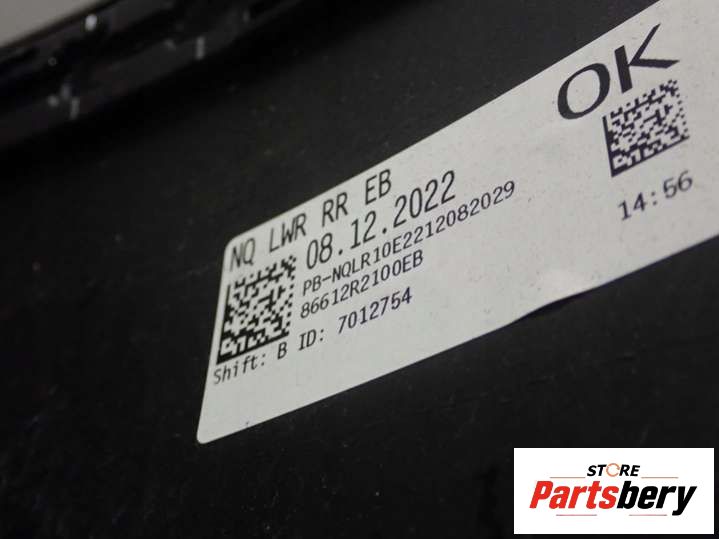 OK
14:56
NQ LWR RR EB
08.12.2022
PB-NQLR10E2212082029
86612R2100EB
Shift: B ID: 7012754
STORE
Partsbery